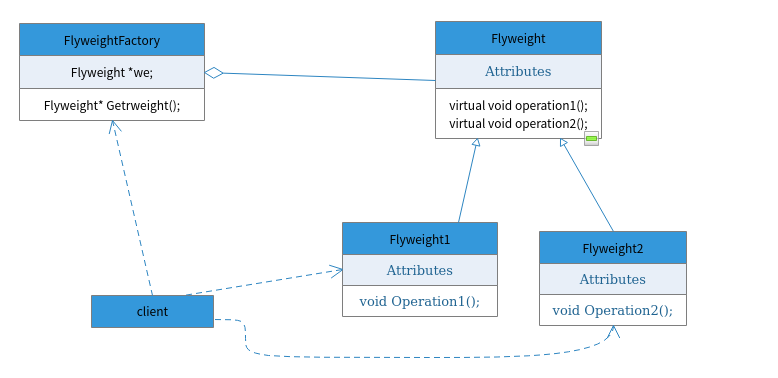 FlyweightFactory
Flyweight *we;
Flyweight* Getrweight();
Flyweight
Attributes
virtual void operation1();
virtual void operation2();
Flyweight1
Attributes
void Operation1();
Flyweight2
Attributes
void Operation2();
client